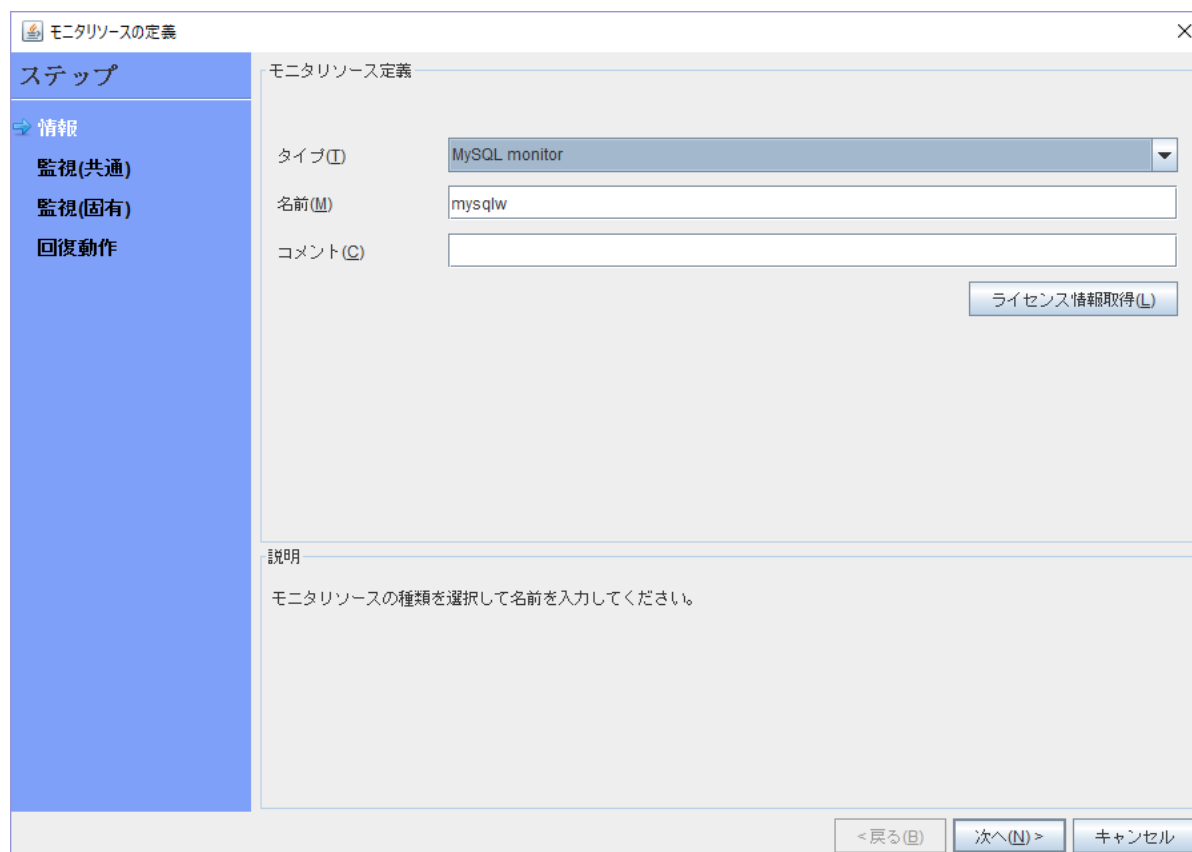 モニタリソースの定義
ステップ
情報
監視(共通)
監視(固有)
回復動作
モニタリソース定義
タイプ(T) MySQL monitor
名前(M) mysqlw
コメント(C)
ライセンス情報取得(L)
説明
モニタリソースの種類を選択して名前を入力してください。
<戻る(B) 次へ(N)> キャンセル